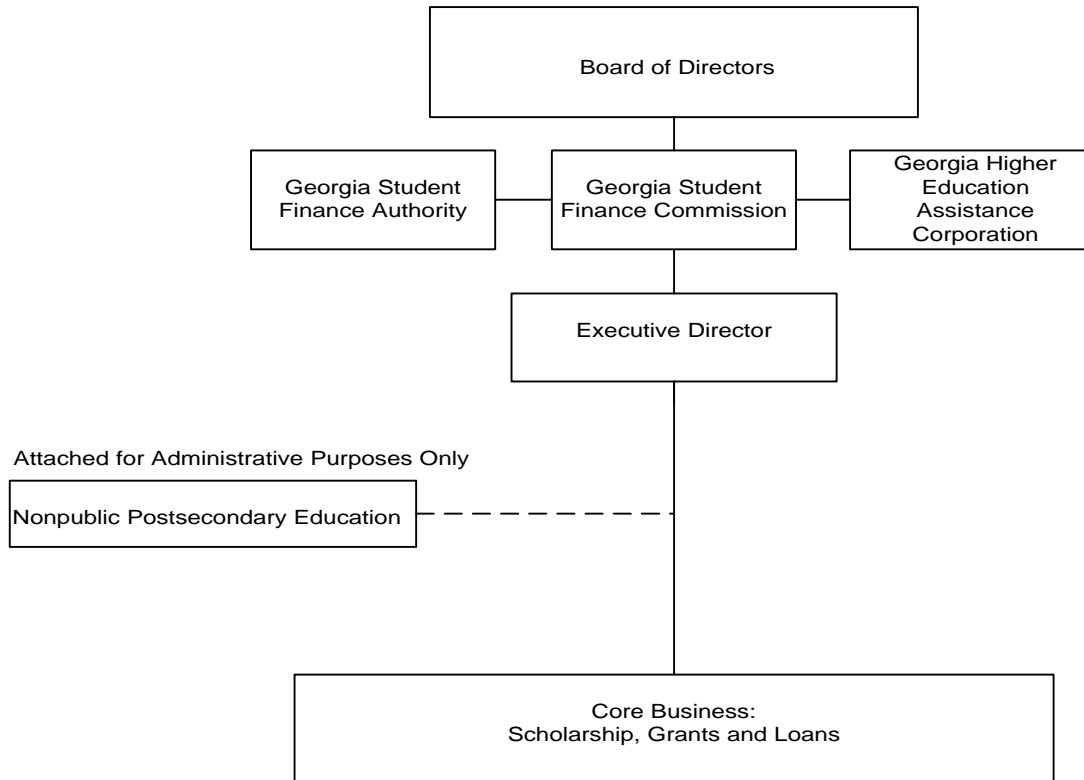 Board of Directors
Georgia Student
Finance Authority
Georgia Student
Finance Commission
Georgia Higher
Education
Assistance
Corporation
Executive Director
Attached for Administrative Purposes Only
Nonpublic Postsecondary Education
Core Business:
Scholarship, Grants and Loans